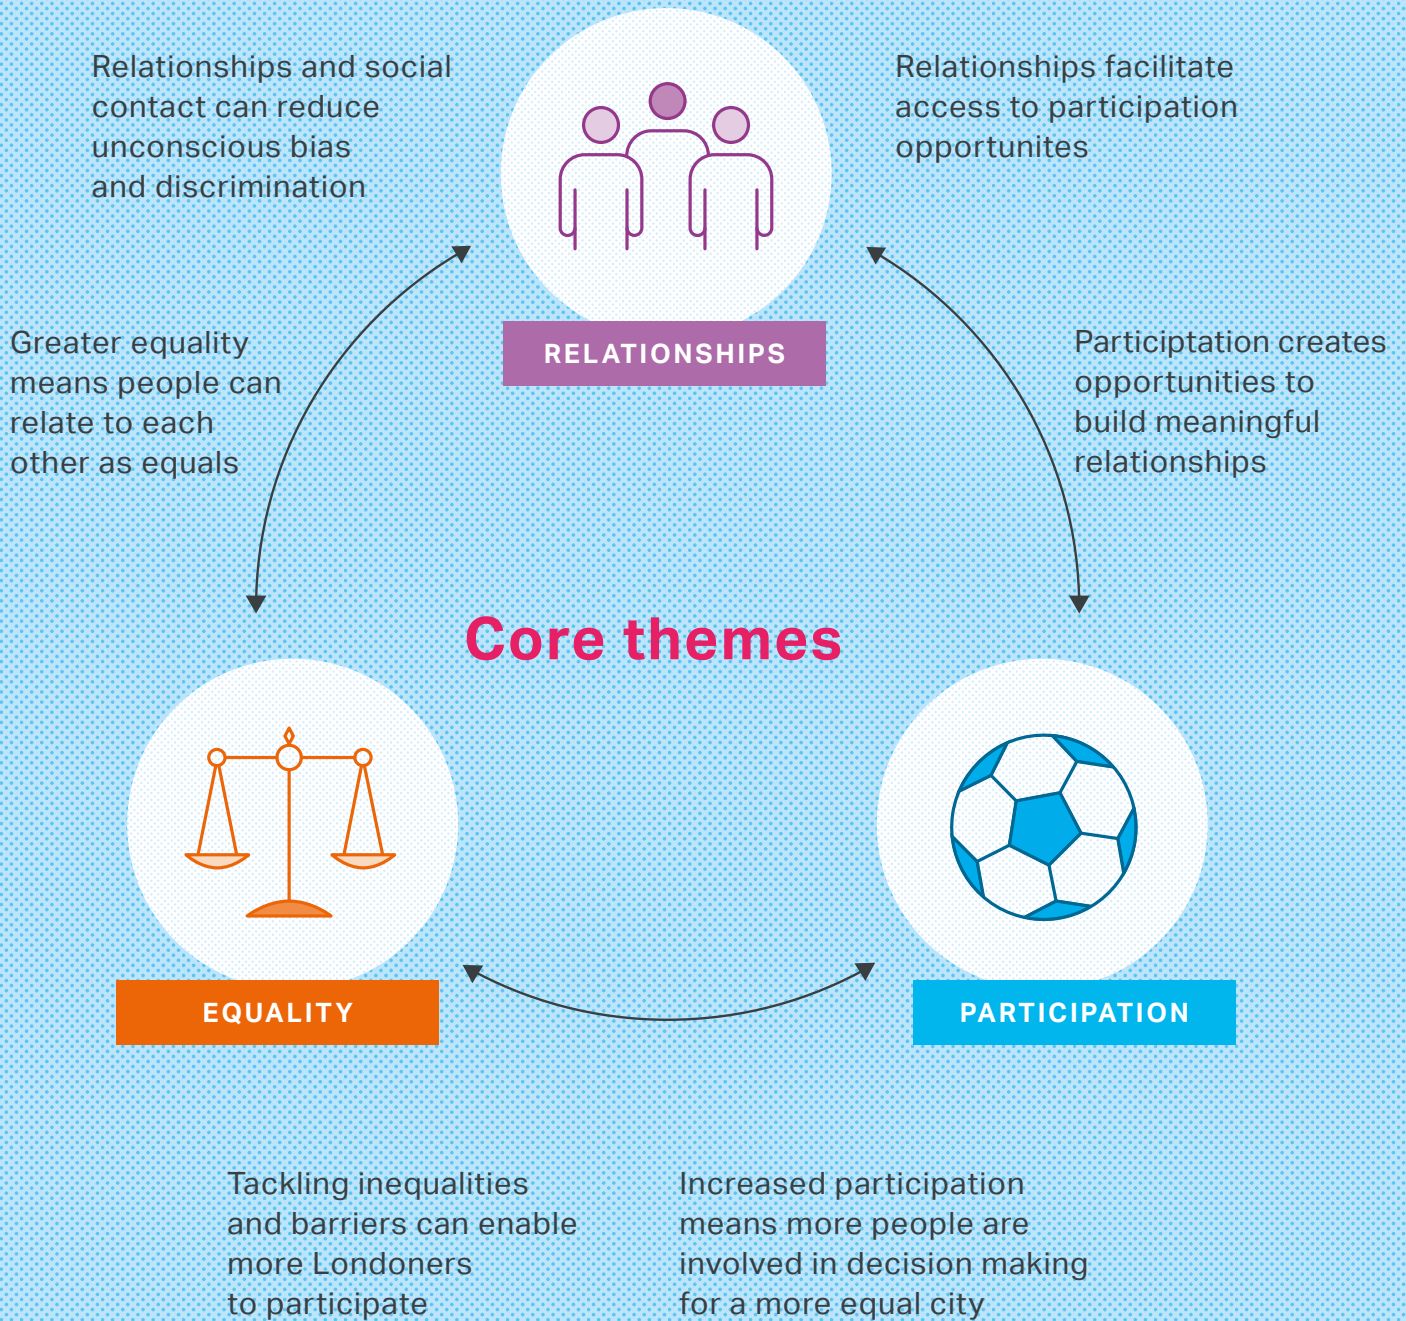 Relationships and social
contact can reduce
unconscious bias
and discrimination
Relationships facilitate
access to participation
opportunites
RELATIONSHIPS
Greater equality
means people can
relate to each
other as equals
Participtation creates
opportunities to
build meaningful
relationships
Core themes
EQUALITY
PARTICIPATION
Tackling inequalities
and barriers can enable
more Londoners
to participate
Increased participation
means more people are
involved in decision making
for a more equal city